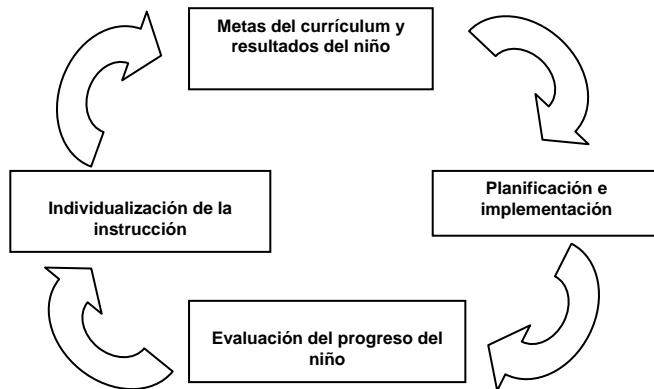 Metas del currículum y
resultados del niño
Planificación e
implementación
Individualización de la
instrucción
Evaluación del progreso del
niño